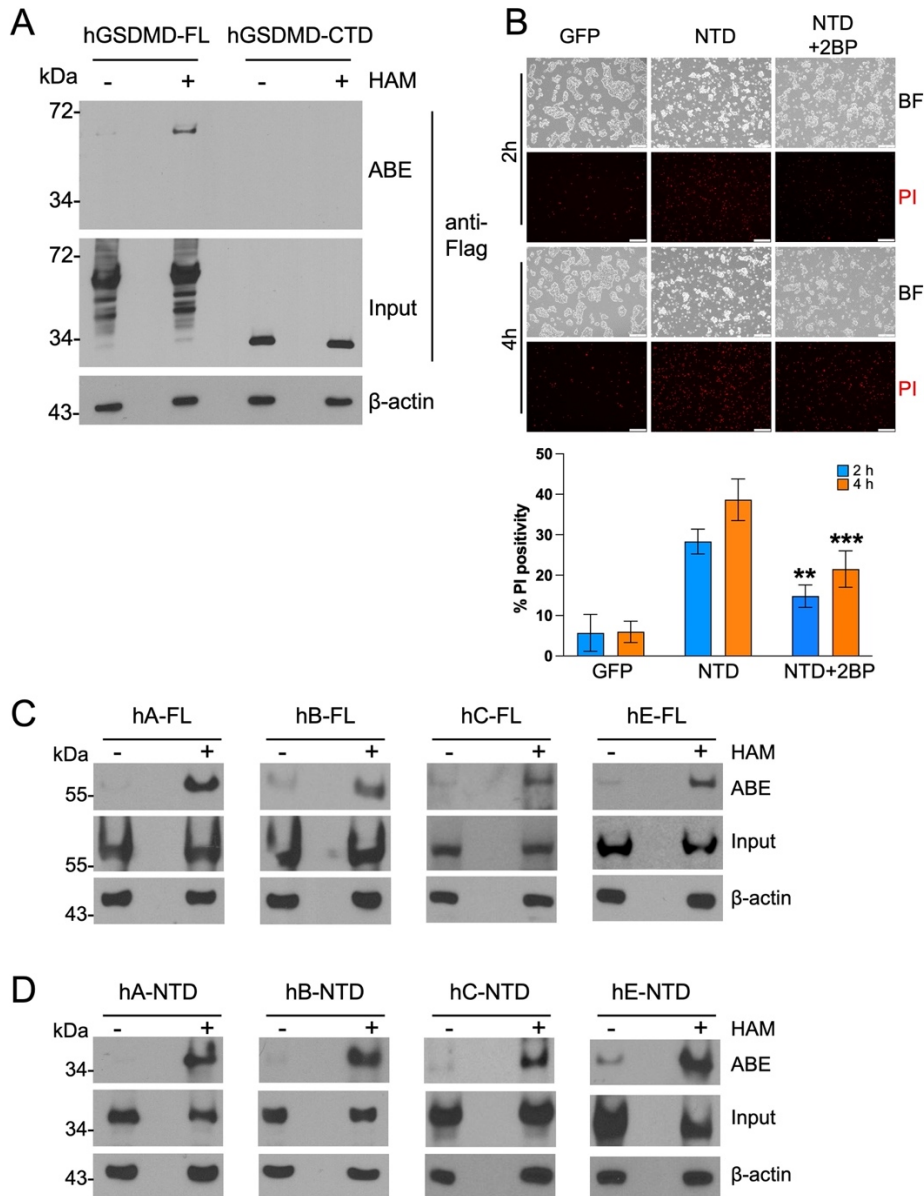 A
hGSDMD-FL hGSDMD-CTD
kDa - + - + HAM
72-
34-
ABE
72-
34-
Input
anti-
Flag
43-
β-actin
B
GFP NTD NTD
+2BP
2h
BF
PI
4h
BF
PI
50
40
30
20
10
0
% PI positivity
2 h
4 h
** ***
GFP NTD NTD+2BP
C
hA-FL hB-FL hC-FL hE-FL
kDa - + - + - + - + HAM
55- ABE
55- Input
43- β-actin
D
hA-NTD hB-NTD hC-NTD hE-NTD
kDa - + - + - + - + HAM
34- ABE
34- Input
43- β-actin